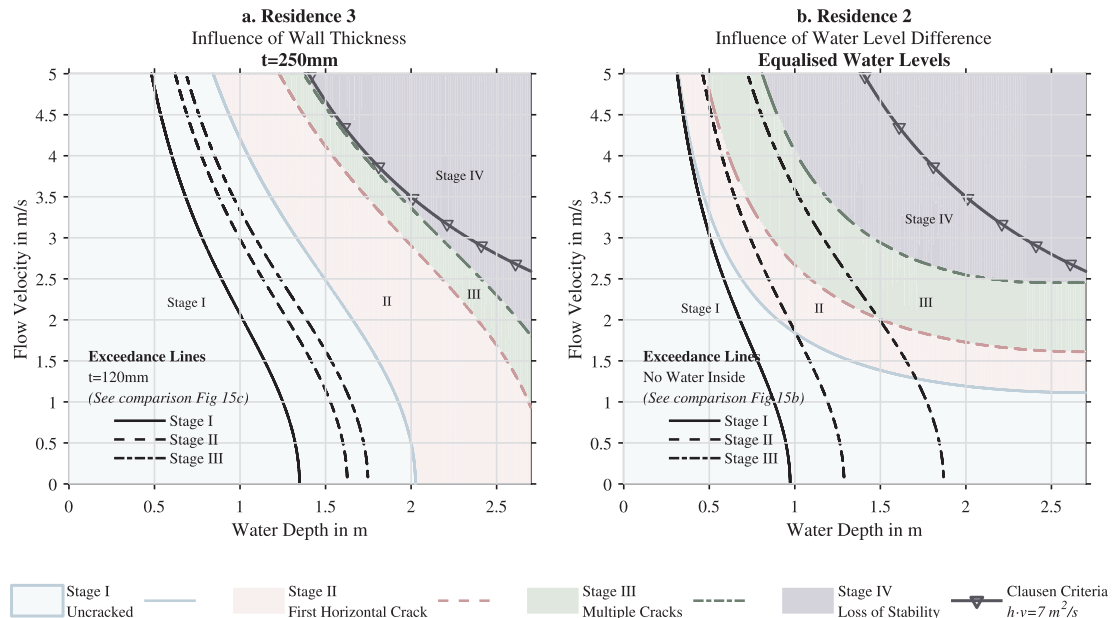 a. Residence 3
Influence of Wall Thickness
t=250mm
Flow Velocity in m/s
5
4.5
4
3.5
3
2.5
2
1.5
1
0.5
0
Stage IV
Stage I
II
III
Exceedance Lines
t=120mm
(See comparison Fig 15c)
Stage I
Stage II
Stage III
0
0.5
1
1.5
2
2.5
Water Depth in m
b. Residence 2
Influence of Water Level Difference
Equalised Water Levels
Flow Velocity in m/s
5
4.5
4
3.5
3
2.5
2
1.5
1
0.5
0
Stage IV
Stage I
II
III
Exceedance Lines
No Water Inside
(See comparison Fig 15b)
Stage I
Stage II
Stage III
0
0.5
1
1.5
2
2.5
Water Depth in m
Stage I
Uncracked
Stage II
First Horizontal Crack
Stage III
Multiple Cracks
Stage IV
Loss of Stability
Clausen Criteria
h·v=7 m²/s